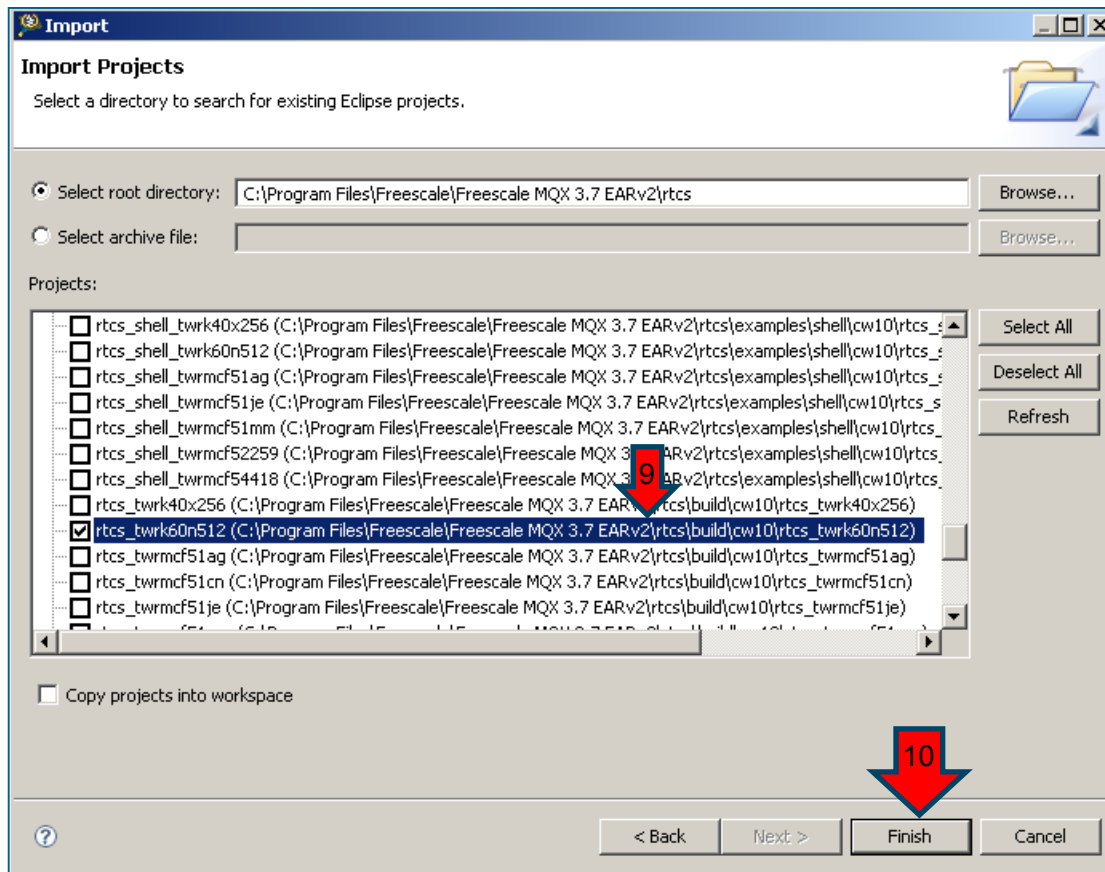 Import
Import Projects
Select a directory to search for existing Eclipse projects.
Select root directory: C:\Program Files\Freescale\Freescale MQX 3.7 EARv2\rtcs Browse...
Select archive file: Browse...
Projects:
rtcs_shell_twrk40x256 (C:\Program Files\Freescale\Freescale MQX 3.7 EARv2\rtcs\examples\shell\cw10\rtcs_s
rtcs_shell_twrk60n512 (C:\Program Files\Freescale\Freescale MQX 3.7 EARv2\rtcs\examples\shell\cw10\rtcs_
rtcs_shell_twrmcf51ag (C:\Program Files\Freescale\Freescale MQX 3.7 EARv2\rtcs\examples\shell\cw10\rtcs_s
rtcs_shell_twrmcf51je (C:\Program Files\Freescale\Freescale MQX 3.7 EARv2\rtcs\examples\shell\cw10\rtcs_s
rtcs_shell_twrmcf51mm (C:\Program Files\Freescale\Freescale MQX 3.7 EARv2\rtcs\examples\shell\cw10\rtcs_
rtcs_shell_twrmcf52259 (C:\Program Files\Freescale\Freescale MQX 3.7 EARv2\rtcs\examples\shell\cw10\rtcs_
rtcs_shell_twrmcf54418 (C:\Program Files\Freescale\Freescale MQX 3. EARv2\rtcs\examples\shell\cw10\rtcs_
9
rtcs_twrk40x256 (C:\Program Files\Freescale\Freescale MQX 3.7 EARv2\rtcs\build\cw10\rtcs_twrk40x256)
rtcs_twrk60n512 (C:\Program Files\Freescale\Freescale MQX 3.7 EARv2\rtcs\build\cw10\rtcs_twrk60n512)
rtcs_twrmcf51ag (C:\Program Files\Freescale\Freescale MQX 3.7 EARv2\rtcs\build\cw10\rtcs_twrmcf51ag)
rtcs_twrmcf51cn (C:\Program Files\Freescale\Freescale MQX 3.7 EARv2\rtcs\build\cw10\rtcs_twrmcf51cn)
rtcs_twrmcf51je (C:\Program Files\Freescale\Freescale MQX 3.7 EARv2\rtcs\build\cw10\rtcs_twrmcf51je)
Select All
Deselect All
Refresh
Copy projects into workspace
10
< Back Next > Finish Cancel